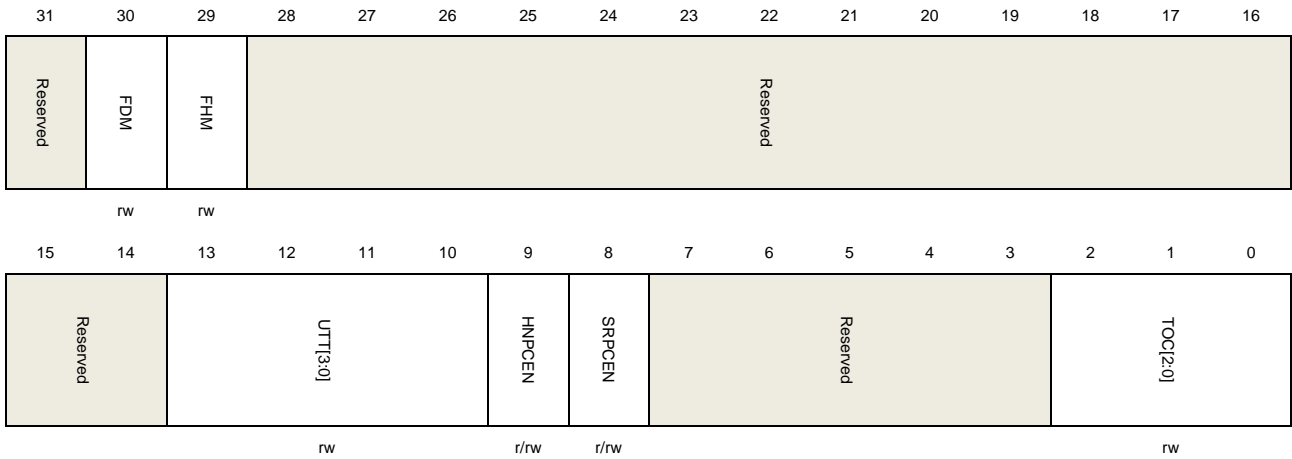 31 30 29 28 27 26 25 24 23 22 21 20 19 18 17 16
Reserved FDM FHM Reserved
rw rw
15 14 13 12 11 10 9 8 7 6 5 4 3 2 1 0
Reserved UTT[3:0] HNPCEN SRPCEN Reserved TOC[2:0]
rw r/rw r/rw rw